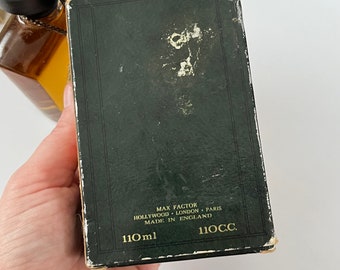 MAX FACTOR
HOLLYWOOD • LONDON • PARIS
MADE IN ENGLAND
110 ml 110 C.C.